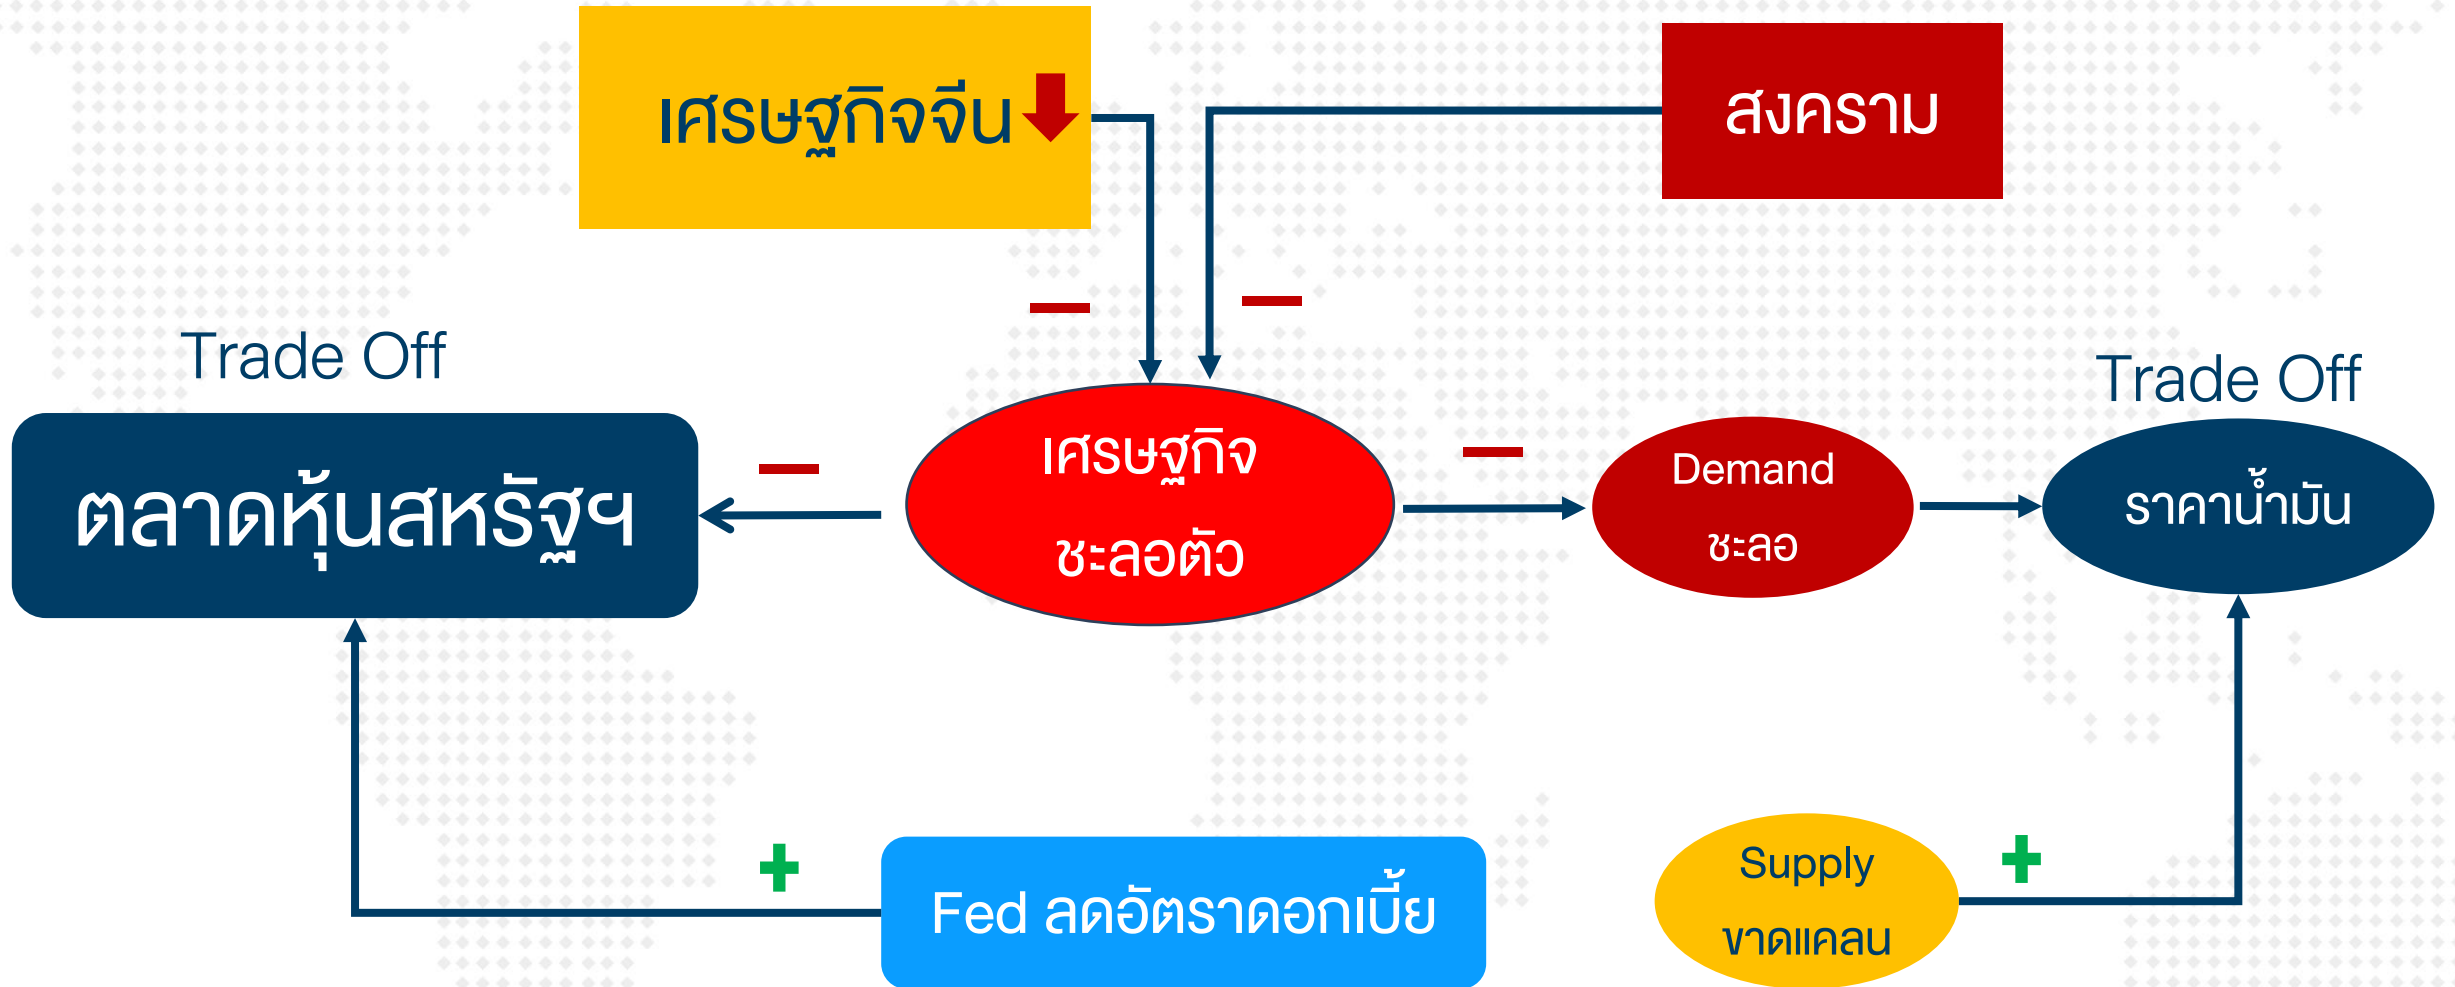 เศรษฐกิจจีน
สงคราม
Trade Off
Trade Off
ตลาดหุ้นสหรัฐฯ
เศรษฐกิจ
ชะลอตัว
Demand
ชะลอ
ราคาน้ำมัน
Fed ลดอัตราดอกเบี้ย
Supply
ขาดแคลน